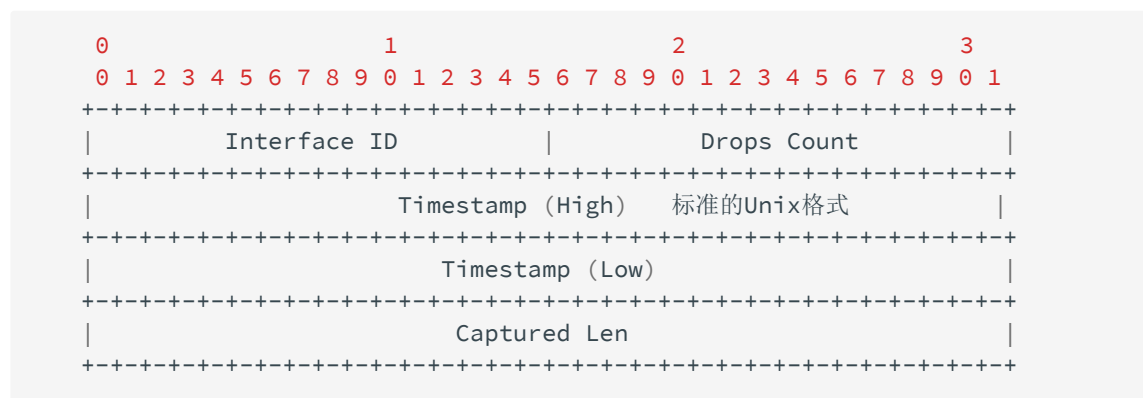 0                   1                   2                   3
0 1 2 3 4 5 6 7 8 9 0 1 2 3 4 5 6 7 8 9 0 1 2 3 4 5 6 7 8 9 0 1
+-+-+-+-+-+-+-+-+-+-+-+-+-+-+-+-+-+-+-+-+-+-+-+-+-+-+-+-+-+-+-+-+
|         Interface ID          |          Drops Count          |
+-+-+-+-+-+-+-+-+-+-+-+-+-+-+-+-+-+-+-+-+-+-+-+-+-+-+-+-+-+-+-+-+
|                     Timestamp (High)   标准的Unix格式          |
+-+-+-+-+-+-+-+-+-+-+-+-+-+-+-+-+-+-+-+-+-+-+-+-+-+-+-+-+-+-+-+-+
|                        Timestamp (Low)                        |
+-+-+-+-+-+-+-+-+-+-+-+-+-+-+-+-+-+-+-+-+-+-+-+-+-+-+-+-+-+-+-+-+
|                         Captured Len                          |
+-+-+-+-+-+-+-+-+-+-+-+-+-+-+-+-+-+-+-+-+-+-+-+-+-+-+-+-+-+-+-+-+